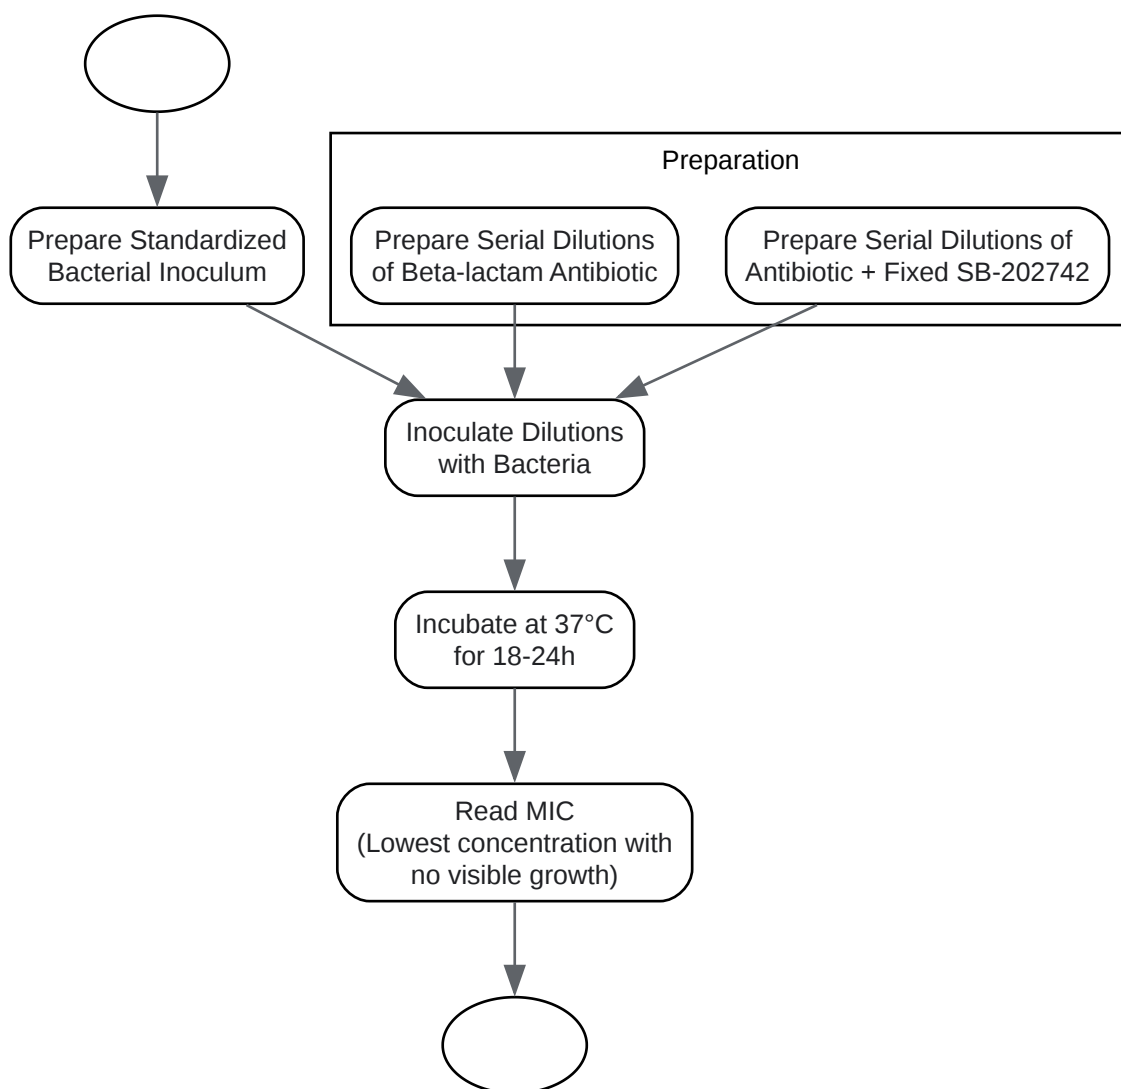 Preparation
Prepare Standardized
Bacterial Inoculum
Prepare Serial Dilutions
of Beta-lactam Antibiotic
Prepare Serial Dilutions of
Antibiotic + Fixed SB-202742
Inoculate Dilutions
with Bacteria
Incubate at 37°C
for 18-24h
Read MIC
(Lowest concentration with
no visible growth)